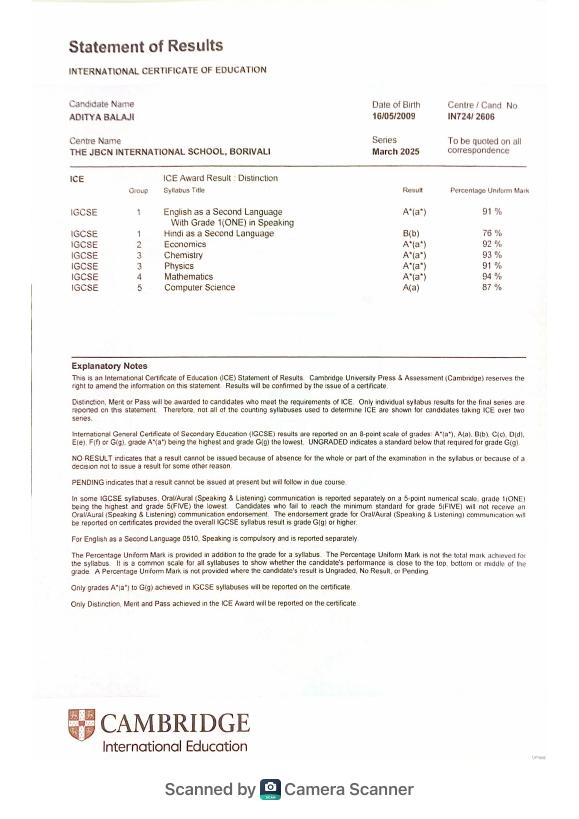 Statement of Results
INTERNATIONAL CERTIFICATE OF EDUCATION
Candidate Name Date of Birth Centre / Cand. No
ADITYA BALAJI 16/05/2009 IN724/ 2606
Centre Name Series To be quoted on all
THE JBCN INTERNATIONAL SCHOOL, BORIVALI March 2025 correspondence
ICE ICE Award Result : Distinction
Group Syllabus Title Result Percentage Uniform Mark
IGCSE 1 English as a Second Language A*(a*) 91 %
With Grade 1(ONE) in Speaking
IGCSE 1 Hindi as a Second Language B(b) 76 %
IGCSE 2 Economics A*(a*) 92 %
IGCSE 3 Chemistry A*(a*) 93 %
IGCSE 3 Physics A*(a*) 91 %
IGCSE 4 Mathematics A*(a*) 94 %
IGCSE 5 Computer Science A(a) 87 %
Explanatory Notes
This is an International Certificate of Education (ICE) Statement of Results. Cambridge University Press & Assessment (Cambridge) reserves the
right to amend the information on this statement. Results will be confirmed by the issue of a certificate.
Distinction, Merit or Pass will be awarded to candidates who meet the requirements of ICE. Only individual syllabus results for the final series are
reported on this statement. Therefore, not all of the counting syllabuses used to determine ICE are shown for candidates taking ICE over two
series.
International General Certificate of Secondary Education (IGCSE) results are reported on an 8-point scale of grades: A*(a*), A(a), B(b), C(c), D(d),
E(e), F(f) or G(g), grade A*(a*) being the highest and grade G(g) the lowest. UNGRADED indicates a standard below that required for grade G(g).
NO RESULT indicates that a result cannot be issued because of absence for the whole or part of the examination in the syllabus or because of a
decision not to issue a result for some other reason.
PENDING indicates that a result cannot be issued at present but will follow in due course.
In some IGCSE syllabuses, Oral/Aural (Speaking & Listening) communication is reported separately on a 5-point numerical scale, grade 1(ONE)
being the highest and grade 5(FIVE) the lowest. Candidates who fail to reach the minimum standard for grade 5(FIVE) will not receive an
Oral/Aural (Speaking & Listening) communication endorsement. The endorsement grade for Oral/Aural (Speaking & Listening) communication will
be reported on certificates provided the overall IGCSE syllabus result is grade G(g) or higher.
For English as a Second Language 0510, Speaking is compulsory and is reported separately.
The Percentage Uniform Mark is provided in addition to the grade for a syllabus. The Percentage Uniform Mark is not the total mark achieved for
the syllabus. It is a common scale for all syllabuses to show whether the candidate's performance is close to the top, bottom or middle of the
grade. A Percentage Uniform Mark is not provided where the candidate's result is Ungraded, No Result, or Pending.
Only grades A*(a*) to G(g) achieved in IGCSE syllabuses will be reported on the certificate.
Only Distinction, Merit and Pass achieved in the ICE Award will be reported on the certificate
CAMBRIDGE
International Education
Scanned by Camera Scanner